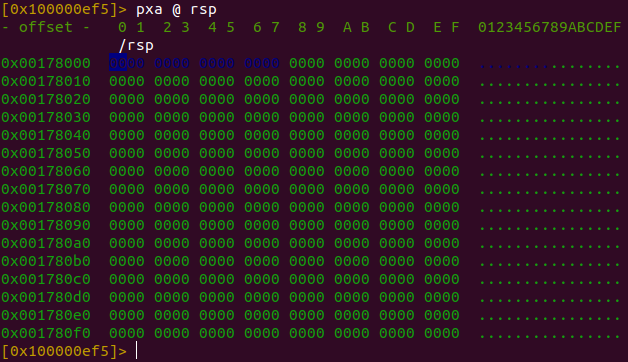 [0x100000ef5]> pxa @ rsp
- offset -   0 1  2 3  4 5  6 7  8 9  A B  C D  E F  0123456789ABCDEF
             /rsp
0x00178000  0000 0000 0000 0000 0000 0000 0000 0000  ................
0x00178010  0000 0000 0000 0000 0000 0000 0000 0000  ................
0x00178020  0000 0000 0000 0000 0000 0000 0000 0000  ................
0x00178030  0000 0000 0000 0000 0000 0000 0000 0000  ................
0x00178040  0000 0000 0000 0000 0000 0000 0000 0000  ................
0x00178050  0000 0000 0000 0000 0000 0000 0000 0000  ................
0x00178060  0000 0000 0000 0000 0000 0000 0000 0000  ................
0x00178070  0000 0000 0000 0000 0000 0000 0000 0000  ................
0x00178080  0000 0000 0000 0000 0000 0000 0000 0000  ................
0x00178090  0000 0000 0000 0000 0000 0000 0000 0000  ................
0x001780a0  0000 0000 0000 0000 0000 0000 0000 0000  ................
0x001780b0  0000 0000 0000 0000 0000 0000 0000 0000  ................
0x001780c0  0000 0000 0000 0000 0000 0000 0000 0000  ................
0x001780d0  0000 0000 0000 0000 0000 0000 0000 0000  ................
0x001780e0  0000 0000 0000 0000 0000 0000 0000 0000  ................
0x001780f0  0000 0000 0000 0000 0000 0000 0000 0000  ................
[0x100000ef5]>